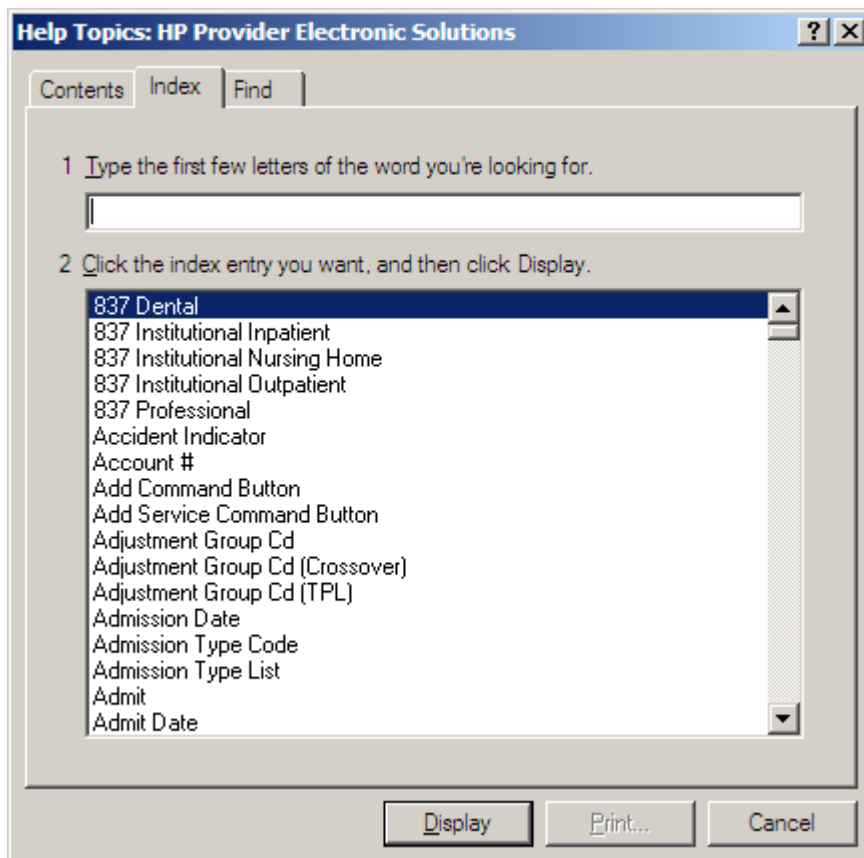 Help Topics: HP Provider Electronic Solutions
Contents Index Find
1 Type the first few letters of the word you're looking for.
2 Click the index entry you want, and then click Display.
837 Dental
837 Institutional Inpatient
837 Institutional Nursing Home
837 Institutional Outpatient
837 Professional
Accident Indicator
Account #
Add Command Button
Add Service Command Button
Adjustment Group Cd
Adjustment Group Cd (Crossover)
Adjustment Group Cd (TPL)
Admission Date
Admission Type Code
Admission Type List
Admit
Admit Date
Display Print... Cancel